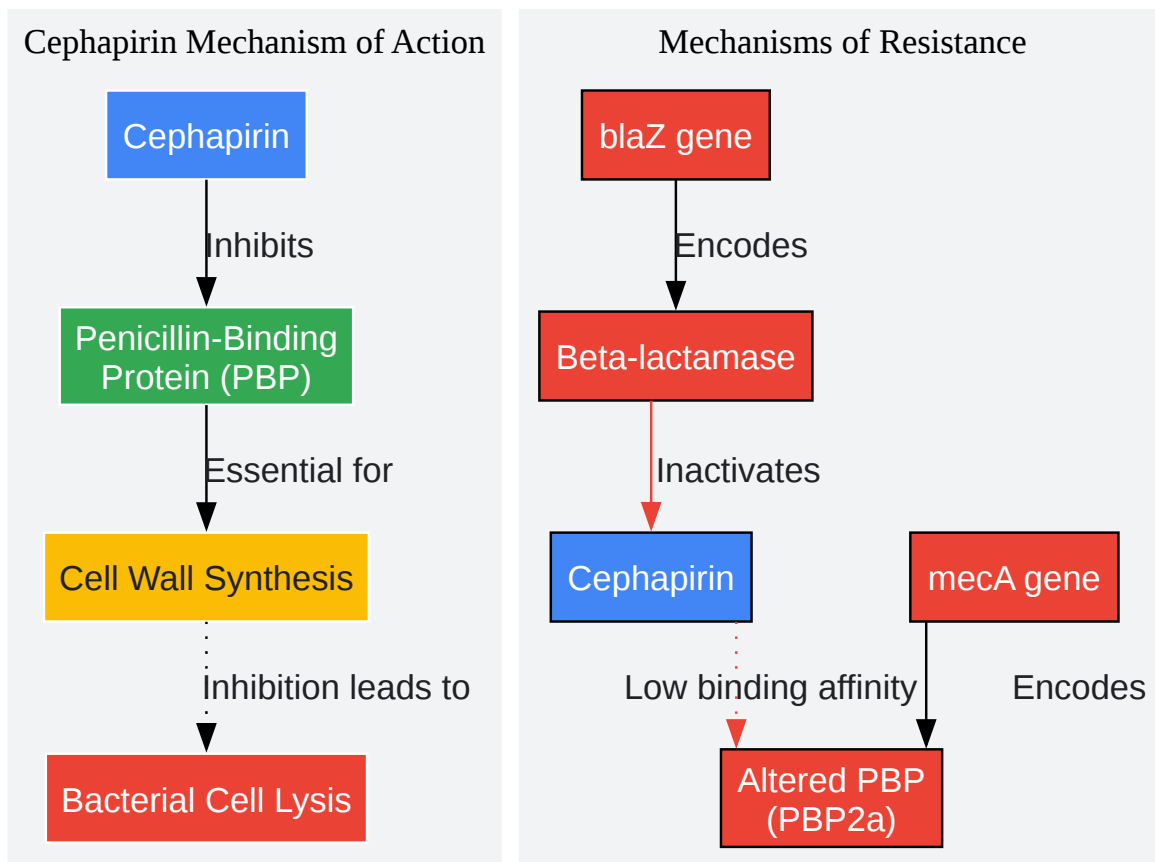 Cephapirin Mechanism of Action
Cephapirin
Inhibits
Penicillin-Binding
Protein (PBP)
Essential for
Cell Wall Synthesis
Inhibition leads to
Bacterial Cell Lysis
Mechanisms of Resistance
blaZ gene
Encodes
Beta-lactamase
Inactivates
Cephapirin
mecA gene
Low binding affinity
Encodes
Altered PBP
(PBP2a)